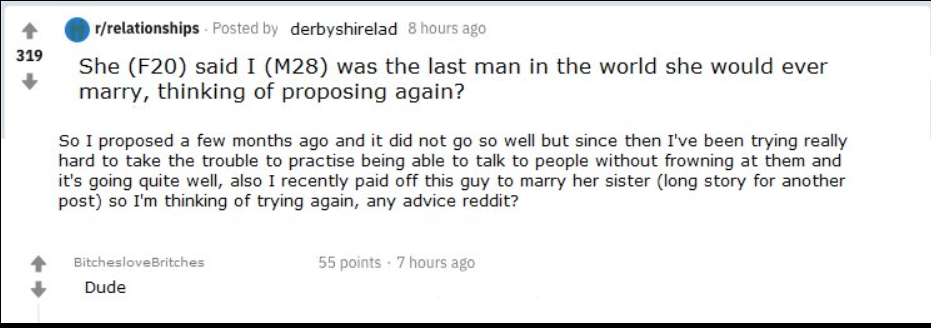 r/relationships · Posted by derbyshirelad 8 hours ago
319
She (F20) said I (M28) was the last man in the world she would ever
marry, thinking of proposing again?
So I proposed a few months ago and it did not go so well but since then I've been trying really
hard to take the trouble to practise being able to talk to people without frowning at them and
it's going quite well, also I recently paid off this guy to marry her sister (long story for another
post) so I'm thinking of trying again, any advice reddit?
BitchesloveBritches 55 points · 7 hours ago
Dude